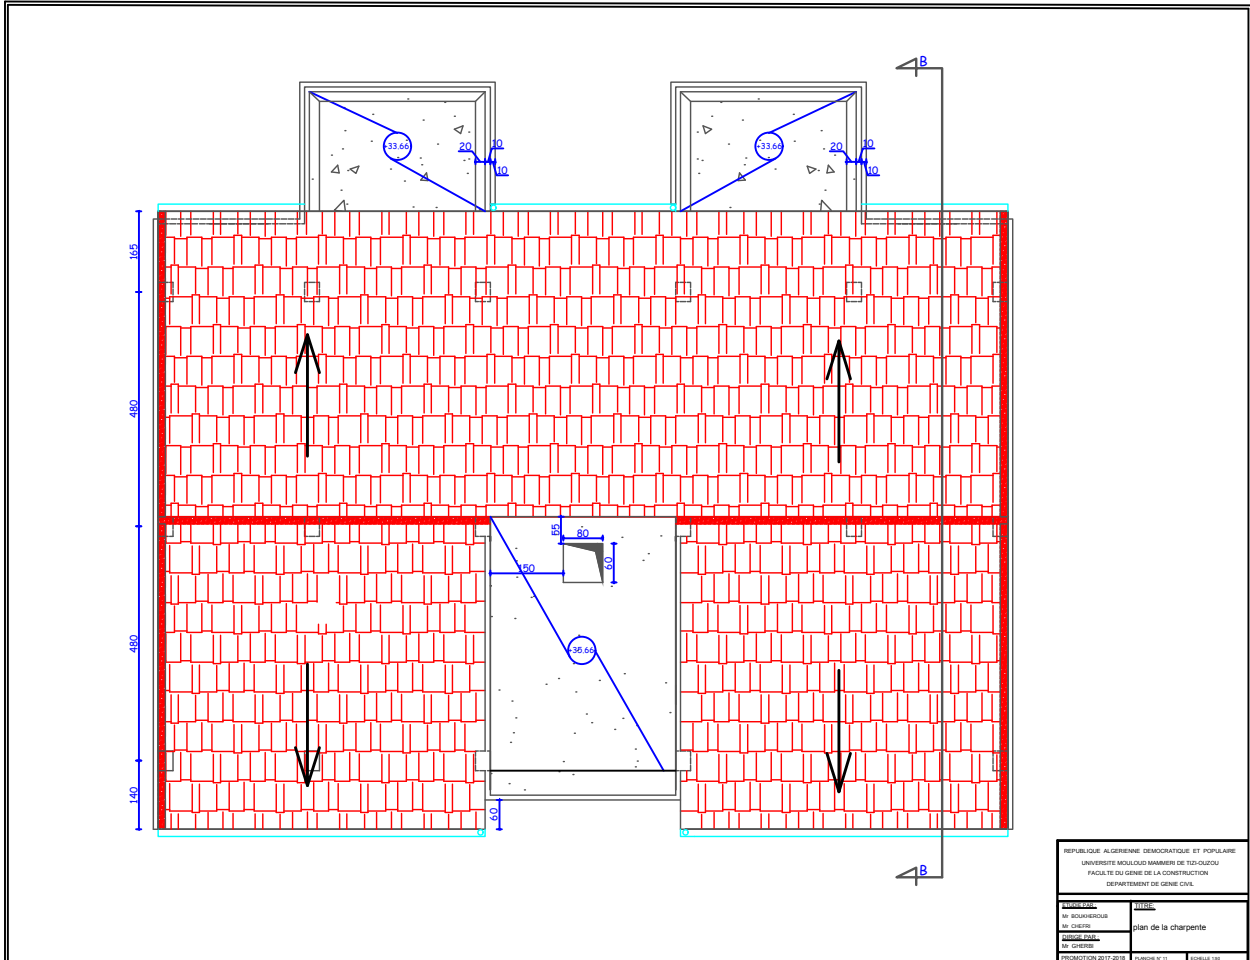 B
+33.66
20
10
10
+33.66
20
10
10
165
480
55
80
60
150
+35.66
480
140
60
B
REPUBLIQUE ALGERIENNE DEMOCRATIQUE ET POPULAIRE
UNIVERSITE MOULOUD MAMMERI DE TIZI-OUZOU
FACULTE DU GENIE DE LA CONSTRUCTION
DEPARTEMENT DE GENIE CIVIL
ETUDIE PAR :
Mr BOUKHEROUB
Mr CHEFRI
DIRIGE PAR :
Mr GHERBI
TITRE:
plan de la charpente
PROMOTION 2017-2018
PLANCHE N° 11